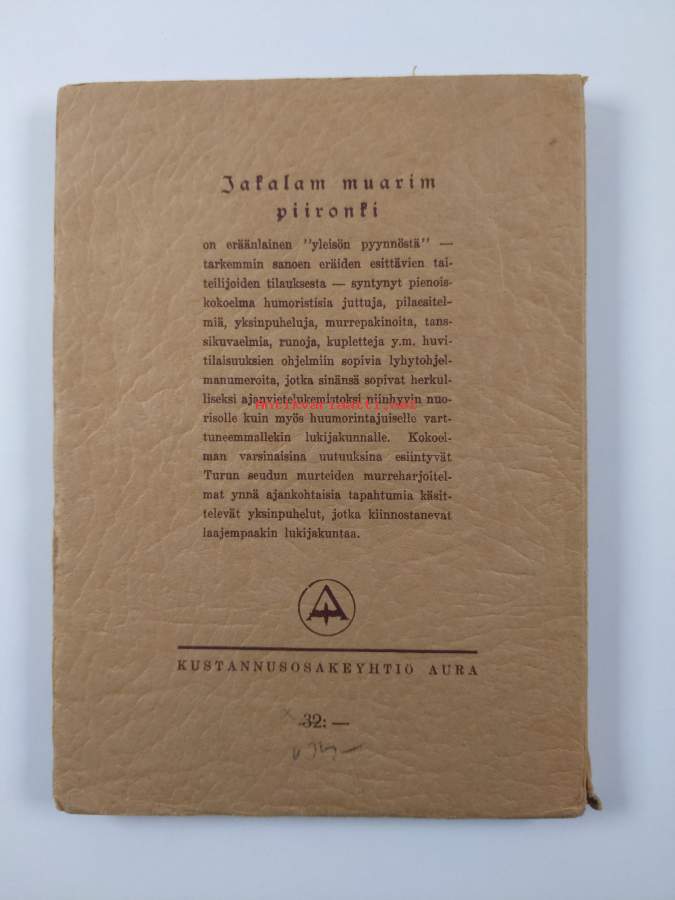 Jakalam muarim
piironki
on eräänlainen "yleisön pyynnöstä" —
tarkemmin sanoen eräiden esittävien tai-
teilijoiden tilauksesta — syntynyt pienois-
kokoelma humoristisia juttuja, pilaesitel-
miä, yksinpuheluja, murrepakinoita, tans-
sikuvaelmia, runoja, kupletteja y.m. huvi-
tilaisuuksien ohjelmiin sopivia lyhytohjel-
manumeroita, jotka sinänsä sopivat herkul-
liseksi ajanvietelukemistoksi niinhyvin nuo-
antikvariaatti.net
risolle kuin myös huumorintajuiselle vart-
tuneemmallekin lukijakunnalle. Kokoel-
man varsinaisina uutuuksina esiintyvät
Turun seudun murteiden murreharjoitel-
mat ynnä ajankohtaisia tapahtumia käsit-
televät yksinpuhelut, jotka kiinnostanevat
laajempaakin lukijakuntaa.
A
KUSTANNUSOSAKEYHTIÖ AURA
32: —